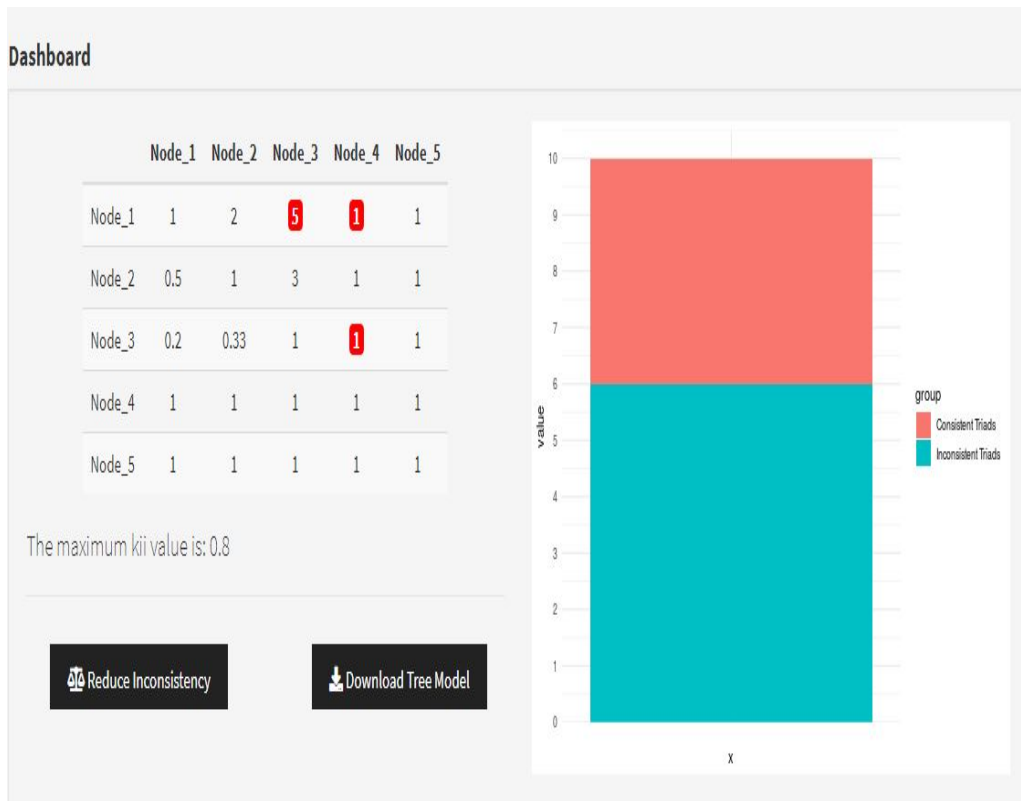 Dashboard
Node_1 Node_2 Node_3 Node_4 Node_5
Node_1 1 2 5 1 1
Node_2 0.5 1 3 1 1
Node_3 0.2 0.33 1 1 1
Node_4 1 1 1 1 1
Node_5 1 1 1 1 1
The maximum kii value is: 0.8
Reduce Inconsistency
Download Tree Model
10
9
8
7
6
5
4
3
2
1
0
value
x
group
Consistent Triads
Inconsistent Triads